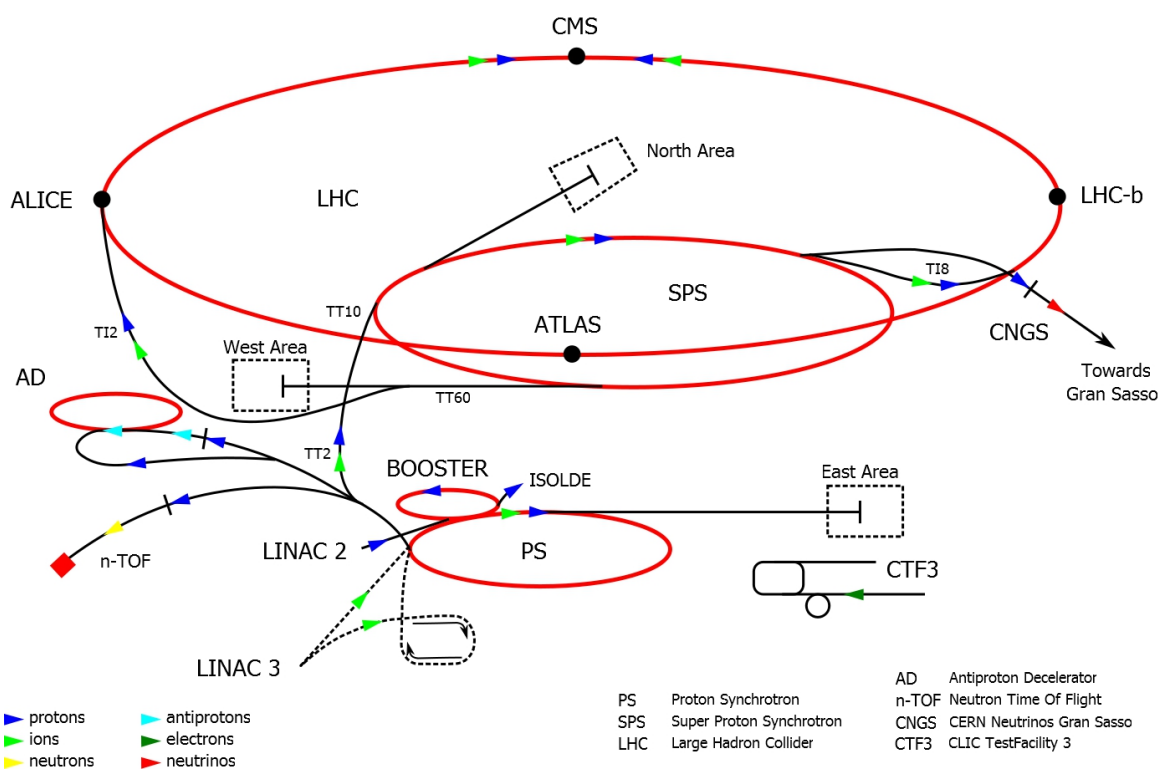 CMS
North Area
ALICE
LHC
LHC-b
TI8
SPS
TT10
ATLAS
CNGS
TI2
West Area
Towards
Gran Sasso
AD
TT60
TT2
BOOSTER
ISOLDE
East Area
LINAC 2
PS
n-TOF
CTF3
LINAC 3
protons
antiprotons
ions
electrons
neutrons
neutrinos
PS Proton Synchrotron
SPS Super Proton Synchrotron
LHC Large Hadron Collider
AD Antiproton Decelerator
n-TOF Neutron Time Of Flight
CNGS CERN Neutrinos Gran Sasso
CTF3 CLIC TestFacility 3